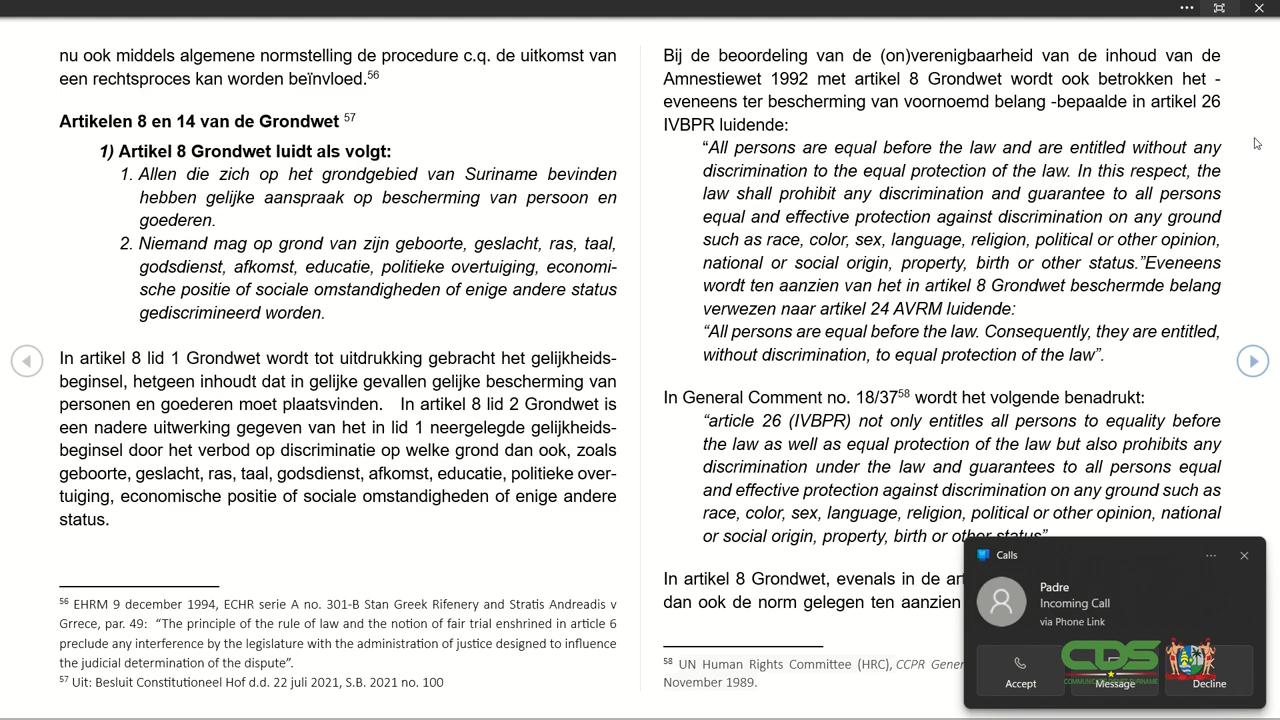 nu ook middels algemene normstelling de procedure c.q. de uitkomst van
een rechtsproces kan worden beïnvloed.56
Artikelen 8 en 14 van de Grondwet 57
1) Artikel 8 Grondwet luidt als volgt:
1. Allen die zich op het grondgebied van Suriname bevinden
hebben gelijke aanspraak op bescherming van persoon en
goederen.
2. Niemand mag op grond van zijn geboorte, geslacht, ras, taal,
godsdienst, afkomst, educatie, politieke overtuiging, economi-
sche positie of sociale omstandigheden of enige andere status
gediscrimineerd worden.
In artikel 8 lid 1 Grondwet wordt tot uitdrukking gebracht het gelijkheids-
beginsel, hetgeen inhoudt dat in gelijke gevallen gelijke bescherming van
personen en goederen moet plaatsvinden. In artikel 8 lid 2 Grondwet is
een nadere uitwerking gegeven van het in lid 1 neergelegde gelijkheids-
beginsel door het verbod op discriminatie op welke grond dan ook, zoals
geboorte, geslacht, ras, taal, godsdienst, afkomst, educatie, politieke over-
tuiging, economische positie of sociale omstandigheden of enige andere
status.
56 EHRM 9 december 1994, ECHR serie A no. 301-B Stan Greek Rifenery and Stratis Andreadis v
Grrece, par. 49: “The principle of the rule of law and the notion of fair trial enshrined in article 6
preclude any interference by the legislature with the administration of justice designed to influence
the judicial determination of the dispute”.
57 Uit: Besluit Constitutioneel Hof d.d. 22 juli 2021, S.B. 2021 no. 100
Bij de beoordeling van de (on)verenigbaarheid van de inhoud van de
Amnestiewet 1992 met artikel 8 Grondwet wordt ook betrokken het -
eveneens ter bescherming van voornoemd belang -bepaalde in artikel 26
IVBPR luidende:
“All persons are equal before the law and are entitled without any
discrimination to the equal protection of the law. In this respect, the
law shall prohibit any discrimination and guarantee to all persons
equal and effective protection against discrimination on any ground
such as race, color, sex, language, religion, political or other opinion,
national or social origin, property, birth or other status.”Eveneens
wordt ten aanzien van het in artikel 8 Grondwet beschermde belang
verwezen naar artikel 24 AVRM luidende:
“All persons are equal before the law. Consequently, they are entitled,
without discrimination, to equal protection of the law”.
In General Comment no. 18/3758 wordt het volgende benadrukt:
“article 26 (IVBPR) not only entitles all persons to equality before
the law as well as equal protection of the law but also prohibits any
discrimination under the law and guarantees to all persons equal
and effective protection against discrimination on any ground such as
race, color, sex, language, religion, political or other opinion, national
or social origin, property, birth or other status”
In artikel 8 Grondwet, evenals in de
dan ook de norm gelegen ten aanzien
58 UN Human Rights Committee (HRC), CCPR
November 1989.
Calls
Padre
Incoming Call
via Phone Link
CDS
Accept
Message
Decline